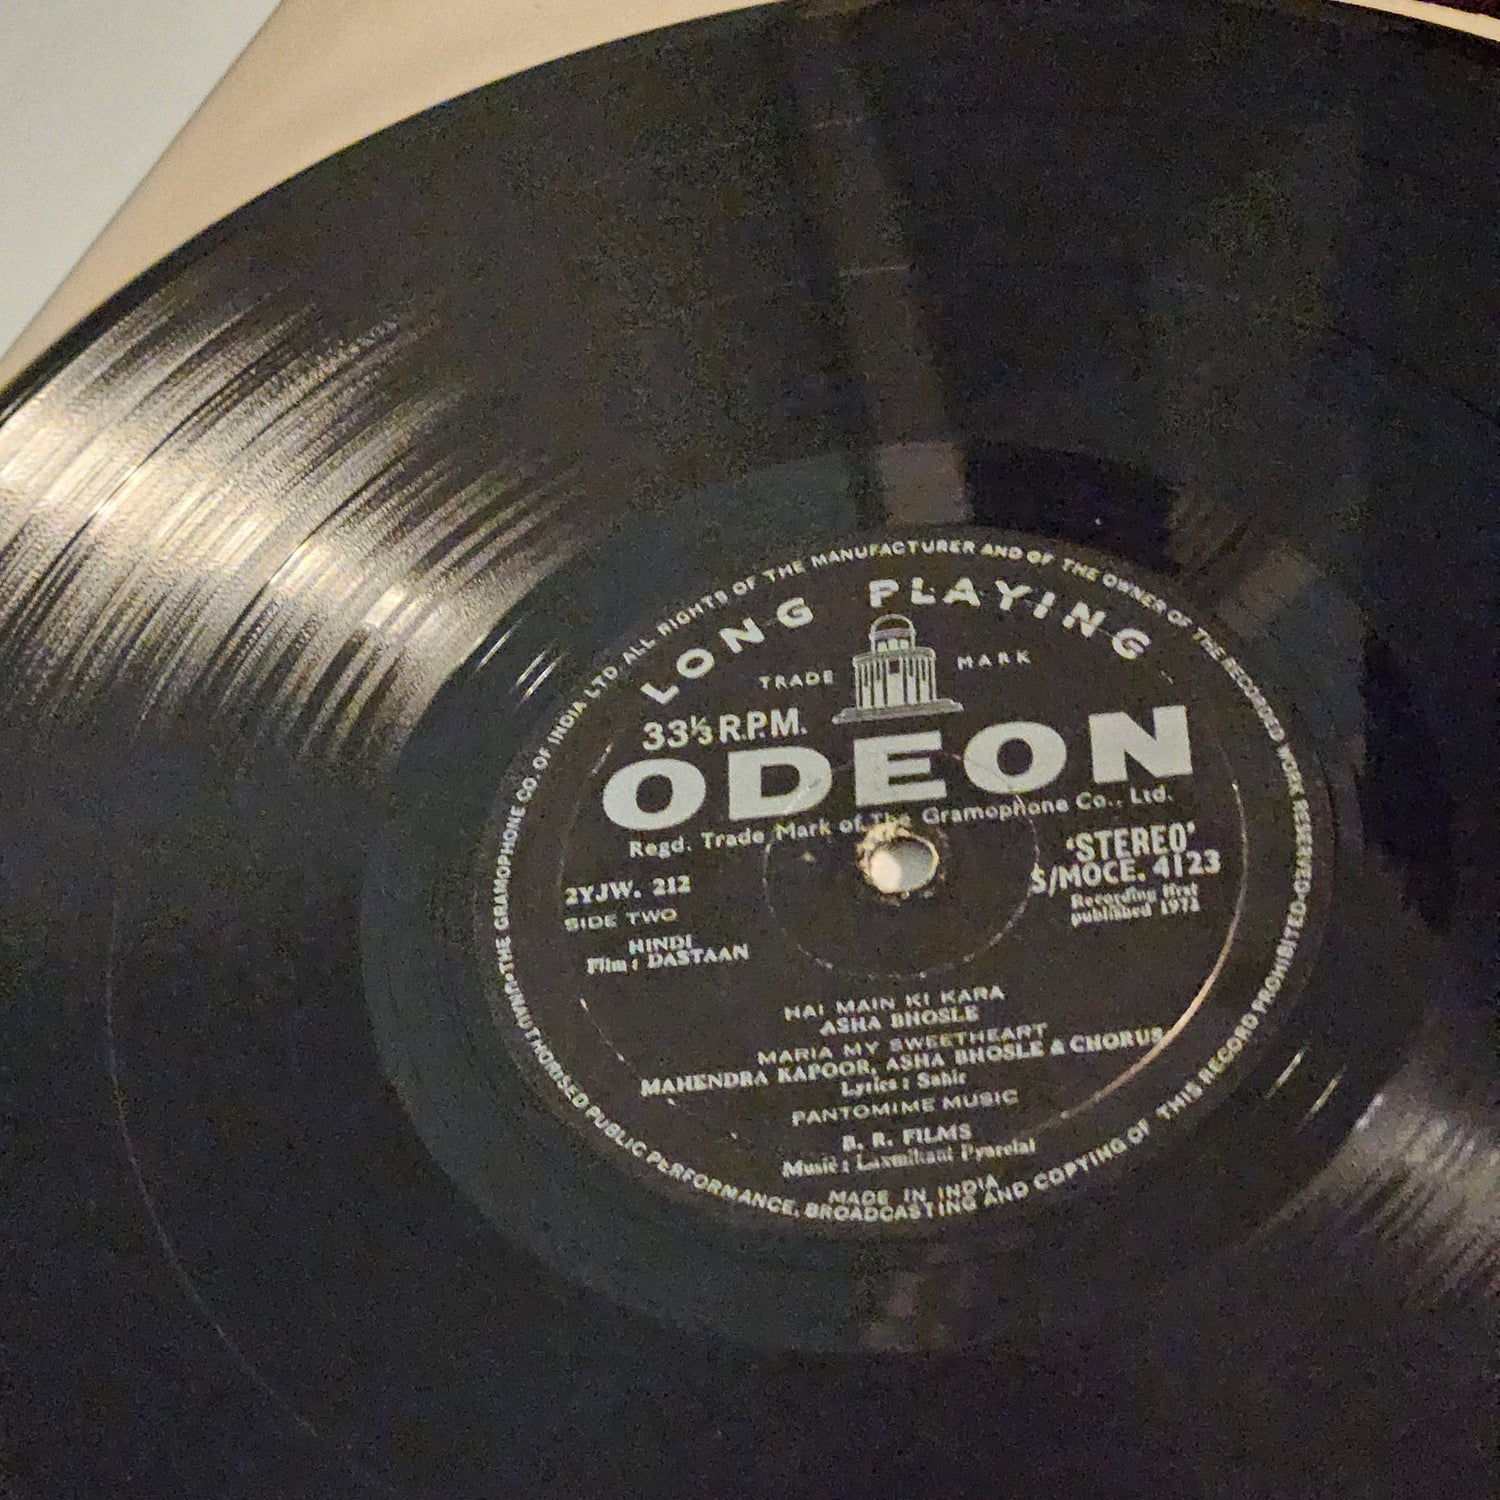 THE GRAMOPHONE CO. OF INDIA LTD ALL RIGHTS OF THE MANUFACTURER AND OF THE OWNER OF THE RECORDED WORK RESERVED-UNAUTHORISED PUBLIC PERFORMANCE, BROADCASTING AND COPYING OF THIS RECORD PROHIBITED
LONG PLAYING
TRADE MARK
33⅓ R.P.M.
ODEON
Regd. Trade Mark of The Gramophone Co., Ltd.
'STEREO'
2YJW. 212
S/MOCE. 4123
SIDE TWO
Recording first
published
HINDI
Film : DASTAAN
HAI MAIN KI KARA
ASHA BHOSLE
MARIA MY SWEETHEART
MAHENDRA KAPOOR, ASHA BHOSLE & CHORUS
Lyrics : Sahir
PANTOMIME MUSIC
B. R. FILMS
Music : Laxmikant Pyarelal
MADE IN INDIA